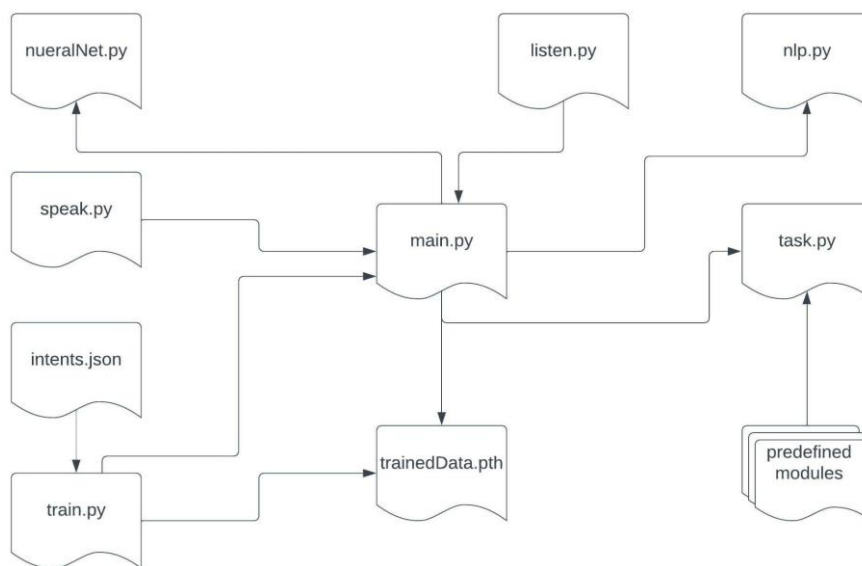 nueralNet.py
listen.py
nlp.py
speak.py
main.py
task.py
intents.json
trainedData.pth
predefined
modules
train.py